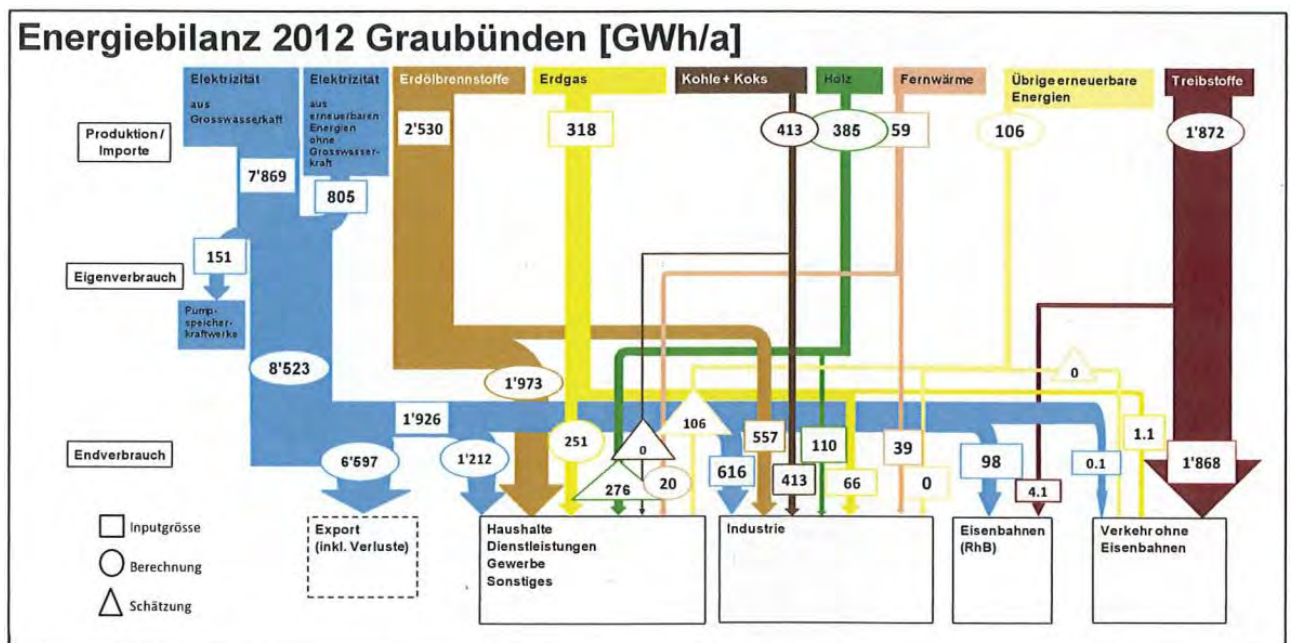 Energiebilanz 2012 Graubünden [GWh/a]
Elektrizität
aus
Grosswasserkaft
Elektrizität
aus
erneuerbaren
Energien
ohne
Grosswasser-
kraft
Erdölbrennstoffe
Erdgas
Kohle + Koks
Holz
Fernwärme
Übrige erneuerbare
Energien
Treibstoffe
Produktion /
Importe
7'869
805
2'530
318
413
385
59
106
1'872
Eigenverbrauch
151
Pump-
speicher-
kraftwerke
8'523
1'973
0
1'926
Endverbrauch
6'597
1'212
251
276
0
20
106
616
557
413
110
66
39
0
98
4.1
0.1
1.1
1'868
Inputgrösse
Berechnung
Schätzung
Export
(inkl. Verluste)
Haushalte
Dienstleistungen
Gewerbe
Sonstiges
Industrie
Eisenbahnen
(RhB)
Verkehr ohne
Eisenbahnen